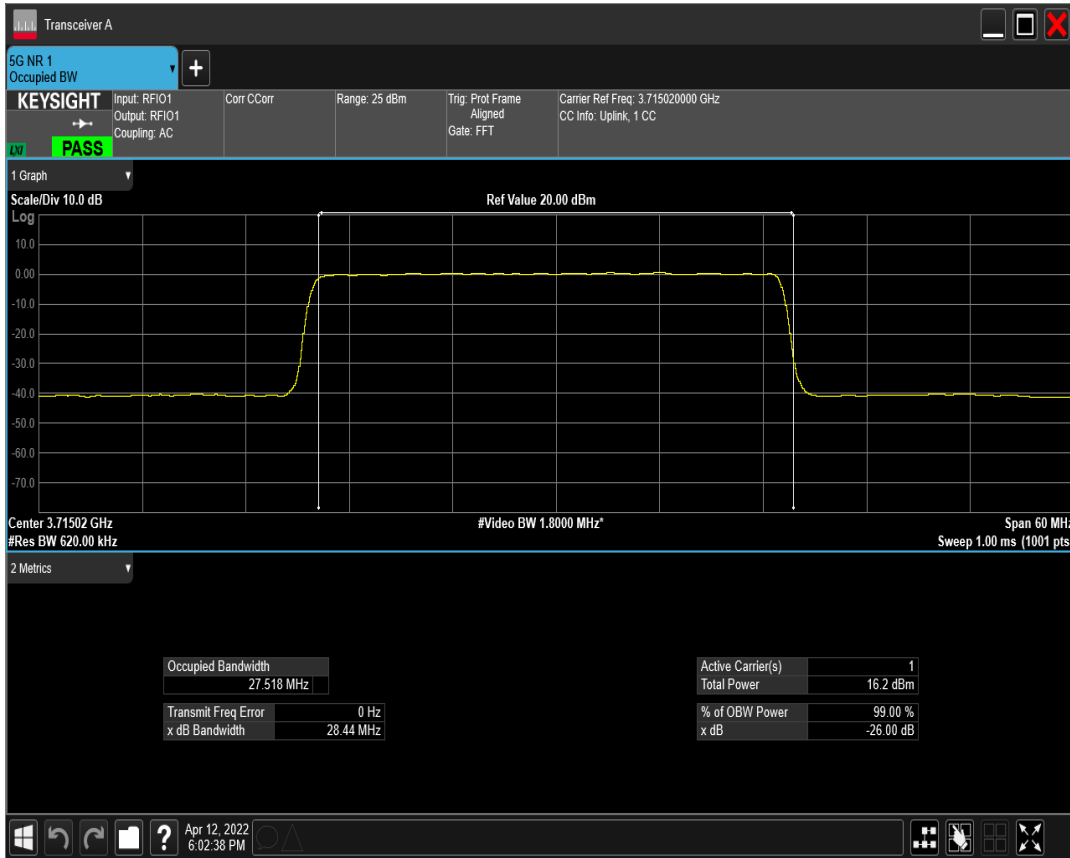 Transceiver A
5G NR 1
Occupied BW
KEYSIGHT
LXI
PASS
Input: RFIO1
Output: RFIO1
Coupling: AC
Corr CCorr
Range: 25 dBm
Trig: Prot Frame
Aligned
Gate: FFT
Carrier Ref Freq: 3.715020000 GHz
CC Info: Uplink, 1 CC
1 Graph
Scale/Div 10.0 dB
Ref Value 20.00 dBm
Log
10.0
0.00
-10.0
-20.0
-30.0
-40.0
-50.0
-60.0
-70.0
Center 3.71502 GHz
#Video BW 1.8000 MHz*
Span 60 MHz
#Res BW 620.00 kHz
Sweep 1.00 ms (1001 pts
2 Metrics
Occupied Bandwidth
27.518 MHz
Transmit Freq Error 0 Hz
x dB Bandwidth 28.44 MHz
Active Carrier(s) 1
Total Power 16.2 dBm
% of OBW Power 99.00 %
x dB -26.00 dB
Apr 12, 2022
6:02:38 PM